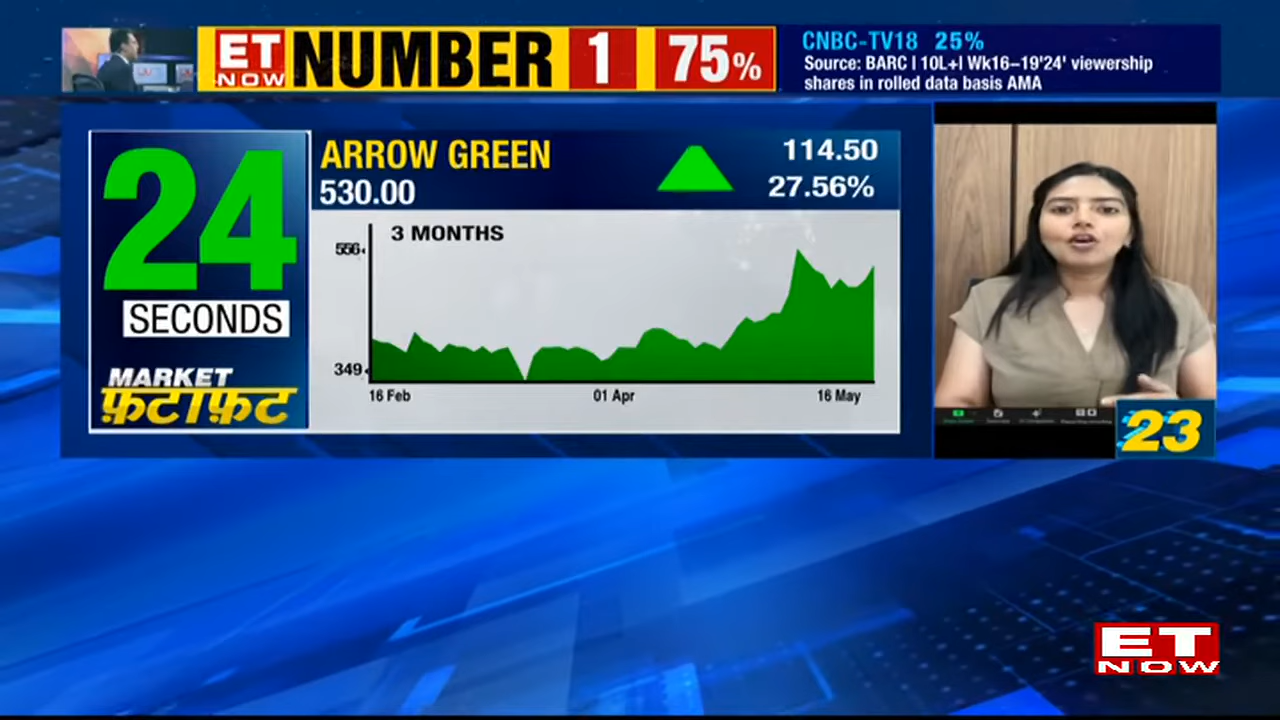 ET
NOW
NUMBER
1
75%
CNBC-TV18 25%
Source: BARC | 10L+| Wk16-19'24' viewership
shares in rolled data basis AMA
24
SECONDS
MARKET
फ़टाफ़ट
ARROW GREEN
530.00
114.50
27.56%
3 MONTHS
556
349
16 Feb
01 Apr
16 May
23
ET
NOW